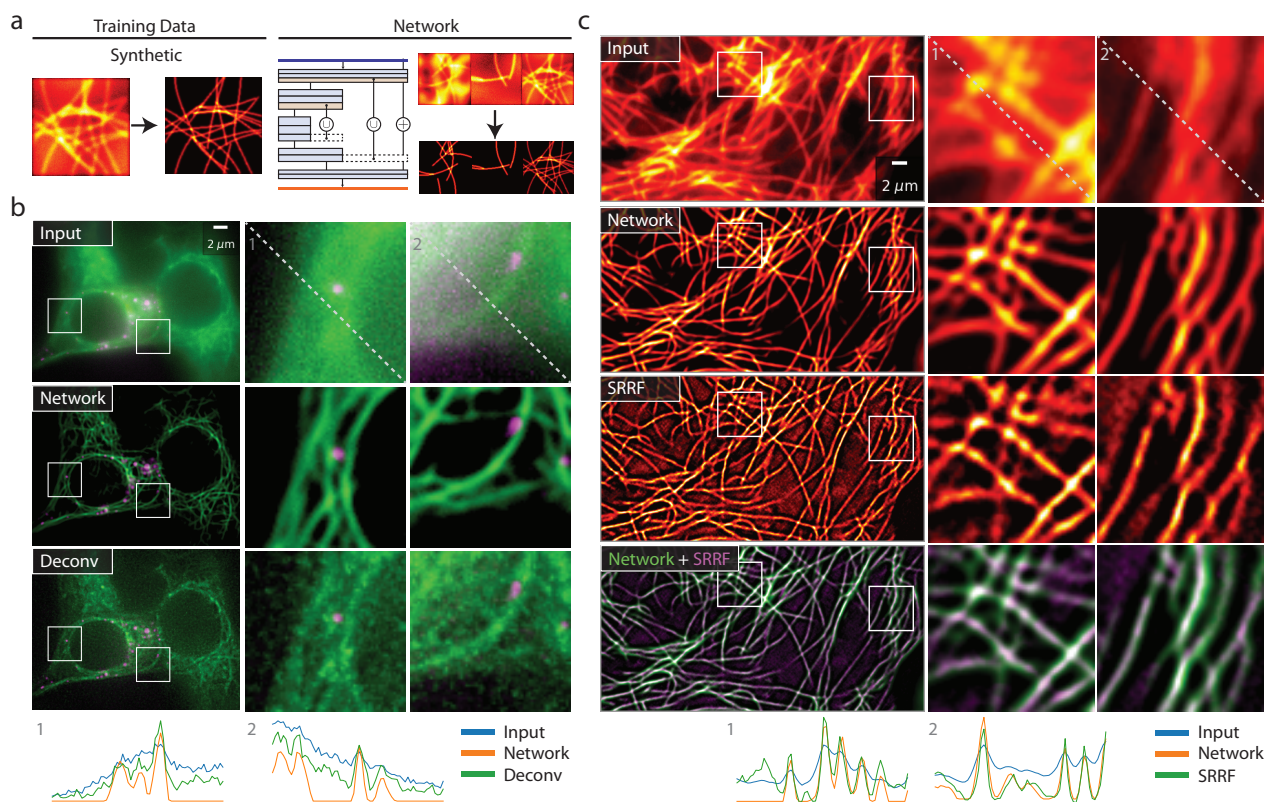 a
Training Data
Network
Synthetic
U
U
+
b
Input
2 µm
1
2
Network
Deconv
1
2
Input
Network
Deconv
c
Input
2 µm
1
2
Network
SRRF
Network + SRRF
1
2
Input
Network
SRRF